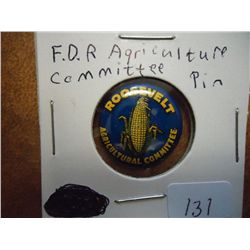 F.D.R Agriculture
Committee Pin
ROOSEVELT
AGRICULTURAL COMMITTEE
131